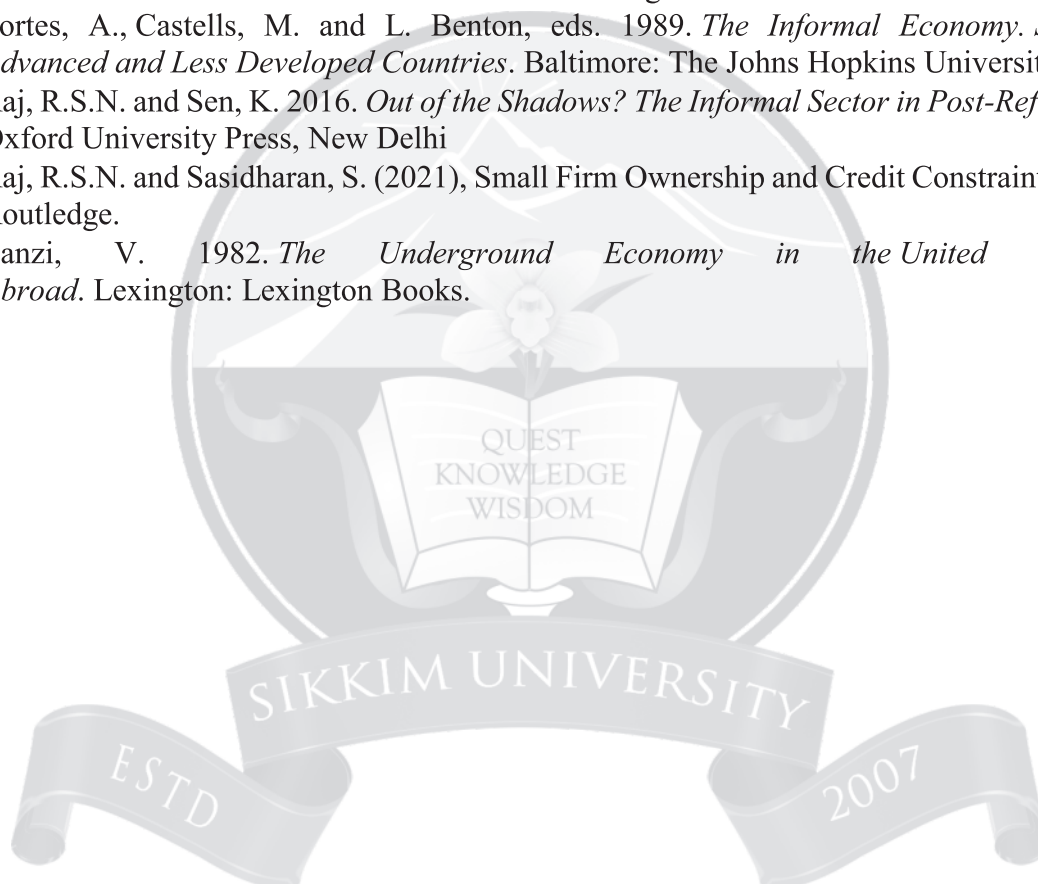 ortes, A., Castells, M. and L. Benton, eds. 1989. The Informal Economy.
dvanced and Less Developed Countries. Baltimore: The Johns Hopkins Universit
aj, R.S.N. and Sen, K. 2016. Out of the Shadows? The Informal Sector in Post-Ref
Oxford University Press, New Delhi
aj, R.S.N. and Sasidharan, S. (2021), Small Firm Ownership and Credit Constraint
outledge.
anzi, V. 1982. The Underground Economy in the United
broad. Lexington: Lexington Books.
QUEST
KNOWLEDGE
WISDOM
SIKKIM UNIVERSITY
ESTD
2007